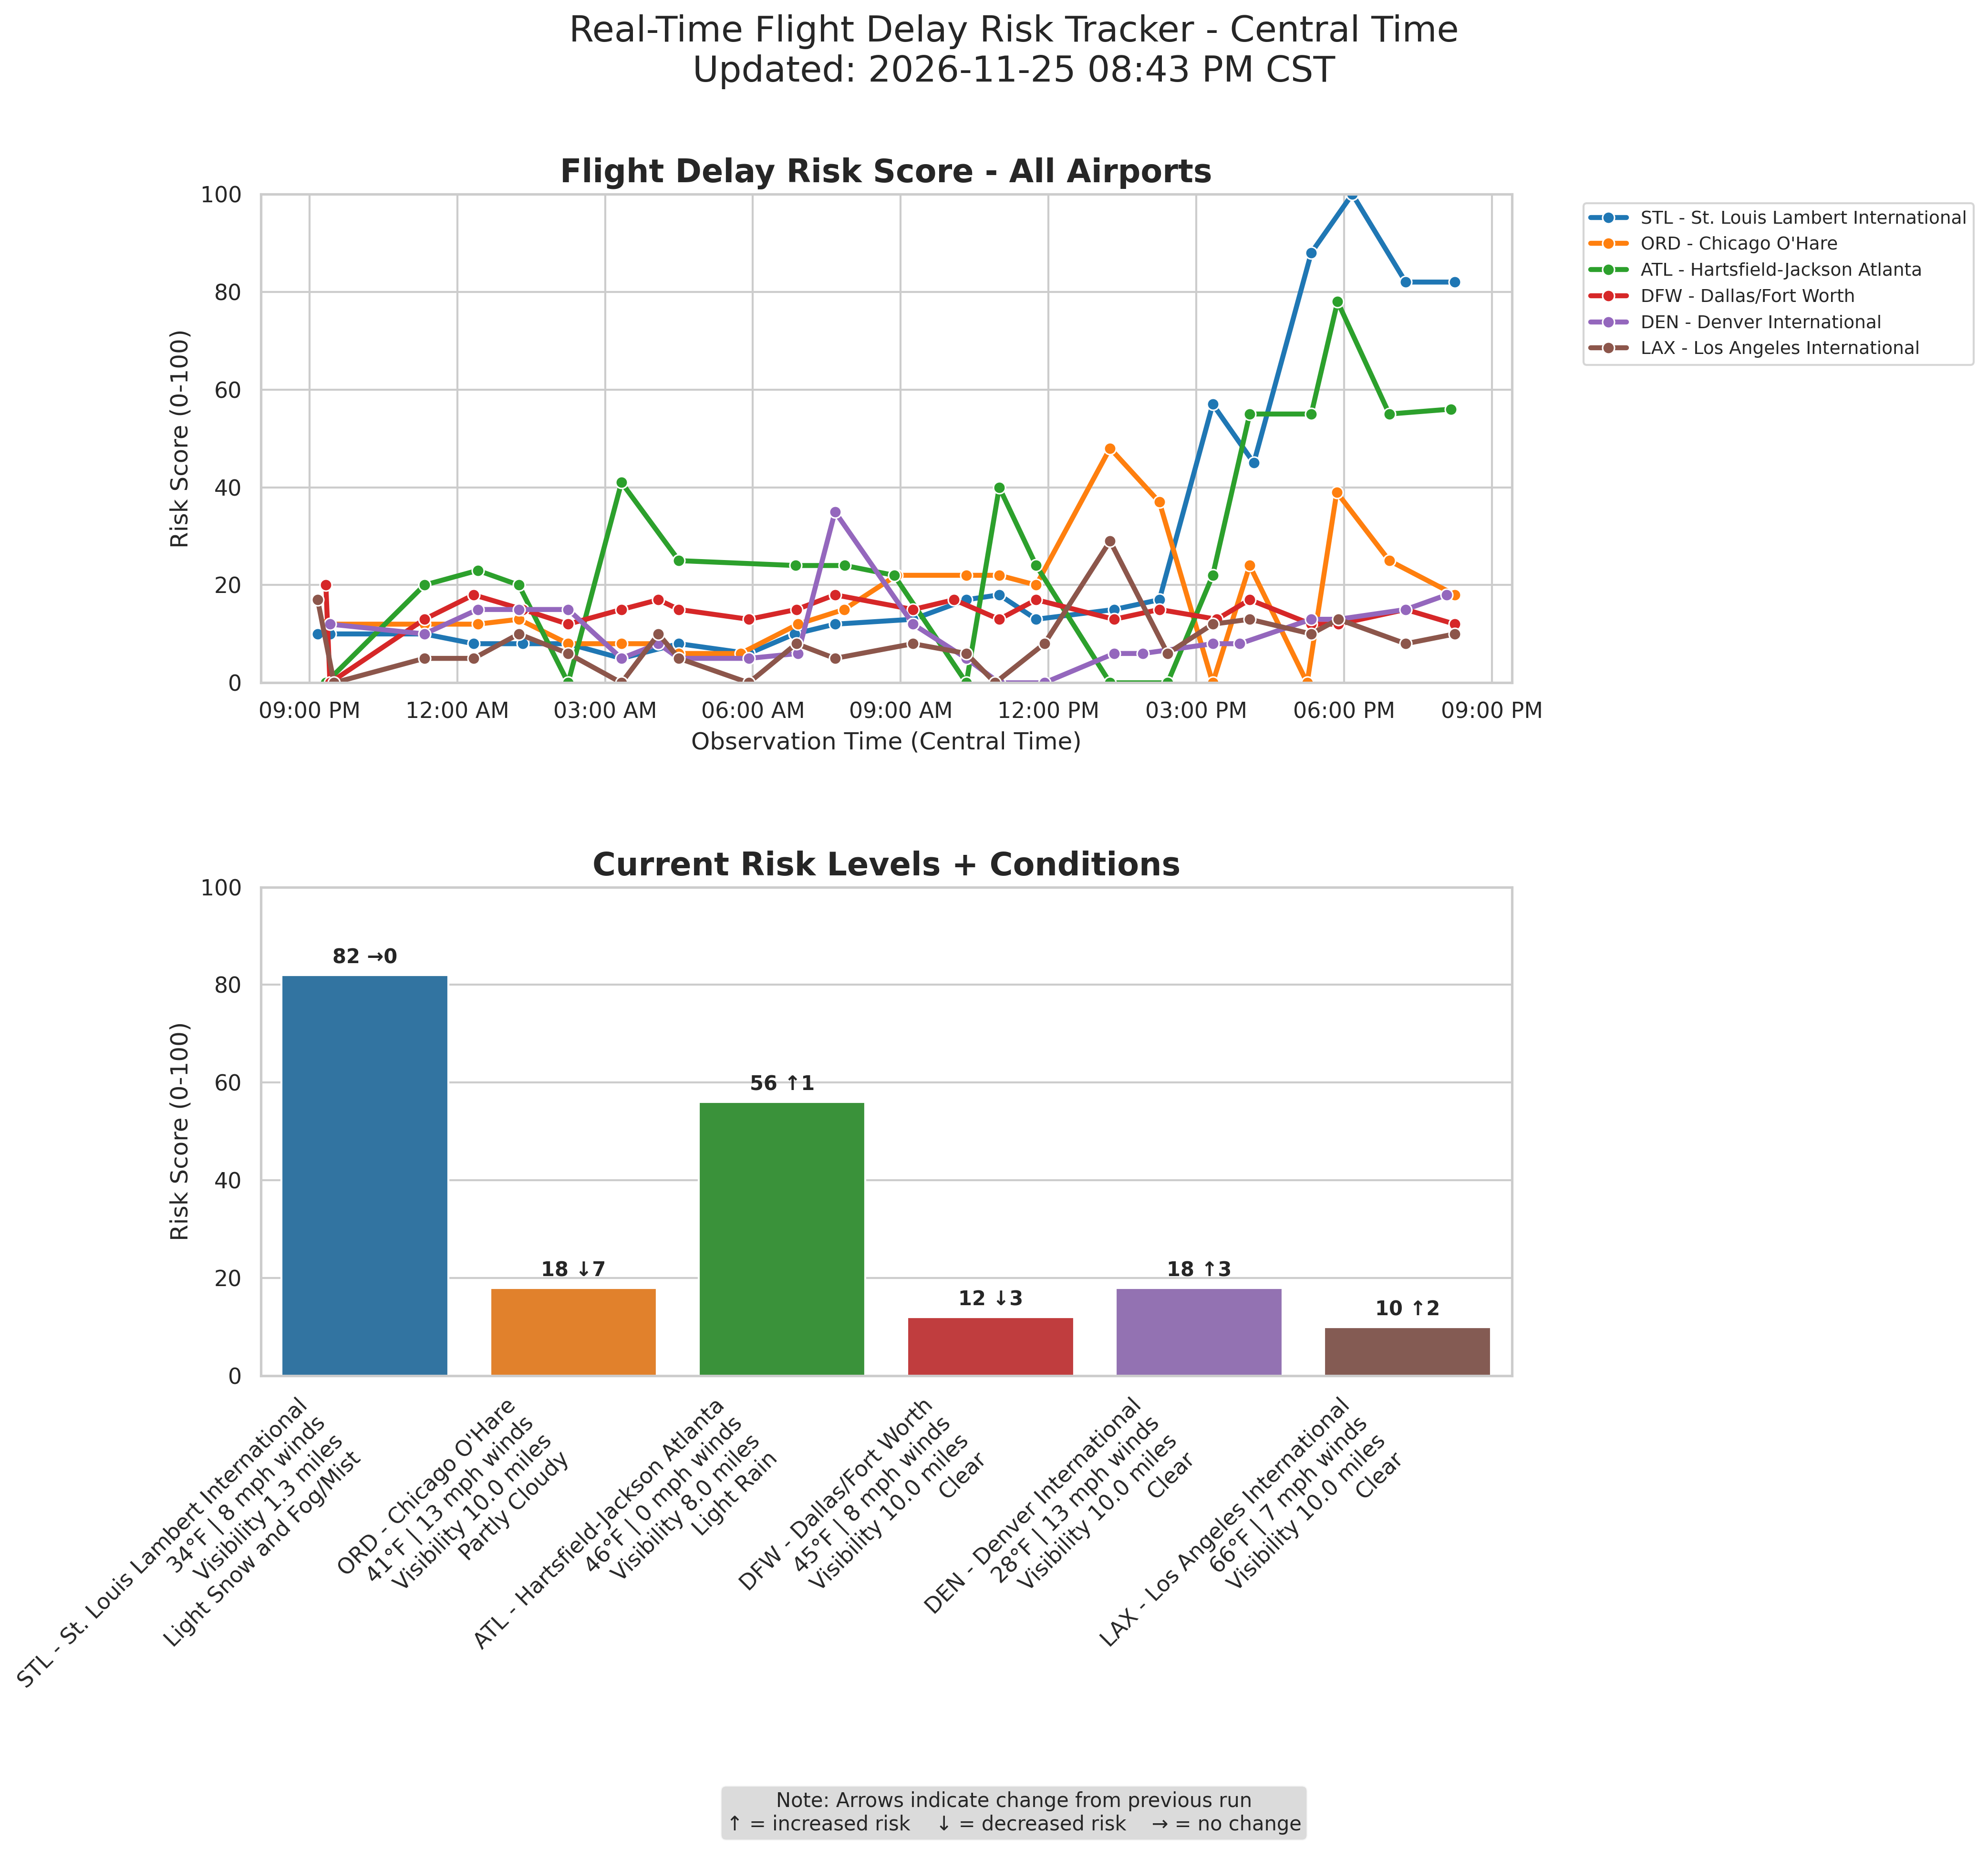 Real-Time Flight Delay Risk Tracker - Central Time
Updated: 2026-11-25 08:43 PM CST
Flight Delay Risk Score - All Airports
100
80
60
40
20
0
Risk Score (0-100)
09:00 PM
12:00 AM
03:00 AM
06:00 AM
09:00 AM
12:00 PM
03:00 PM
06:00 PM
09:00 PM
Observation Time (Central Time)
STL - St. Louis Lambert International
ORD - Chicago O'Hare
ATL - Hartsfield-Jackson Atlanta
DFW - Dallas/Fort Worth
DEN - Denver International
LAX - Los Angeles International
Current Risk Levels + Conditions
100
80
60
40
20
0
Risk Score (0-100)
82 →0
18 ↓7
56 ↑1
12 ↓3
18 ↑3
10 ↑2
STL - St. Louis Lambert International
34°F | 8 mph winds
Visibility 1.3 miles
Light Snow and Fog/Mist
ORD - Chicago O'Hare
41°F | 13 mph winds
Visibility 10.0 miles
Partly Cloudy
ATL - Hartsfield-Jackson Atlanta
46°F | 0 mph winds
Visibility 8.0 miles
Light Rain
DFW - Dallas/Fort Worth
45°F | 8 mph winds
Visibility 10.0 miles
Clear
DEN - Denver International
28°F | 13 mph winds
Visibility 10.0 miles
Clear
LAX - Los Angeles International
66°F | 7 mph winds
Visibility 10.0 miles
Clear
Note: Arrows indicate change from previous run
↑ = increased risk ↓ = decreased risk → = no change